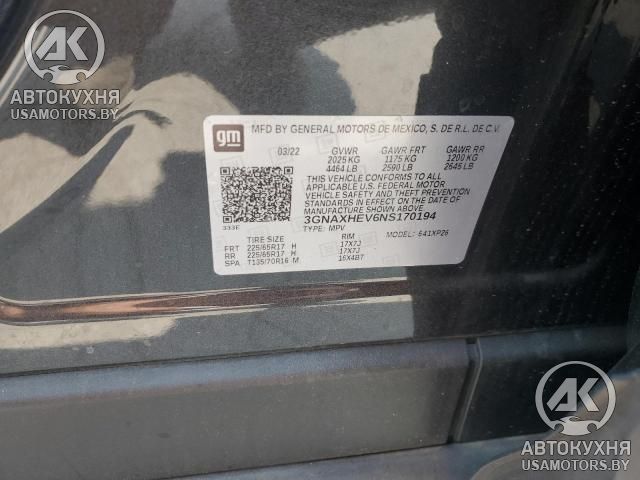 AK
АВТОКУХНЯ
USAMOTORS.BY
gm
MFD BY GENERAL MOTORS DE MEXICO, S. DE R.L. DE C.V.
03/22 GVWR GAWR FRT GAWR RR
2025 KG 1175 KG 1200 KG
4464 LB 2590 LB 2645 LB
THIS VEHICLE CONFORMS TO ALL
APPLICABLE U.S. FEDERAL MOTOR
VEHICLE SAFETY AND THEFT PREVENTION
STANDARDS IN EFFECT ON THE DATE OF
MANUFACTURE SHOWN ABOVE.
3GNAXHEV6NS170194
333E
TYPE: MPV MODEL: 641XP26
TIRE SIZE RIM
FRT 225/65R17 H 17X7J
RR 225/65R17 H 17X7J
SPA T135/70R16 M 16X4BT
AK
АВТОКУХНЯ
USAMOTORS.BY